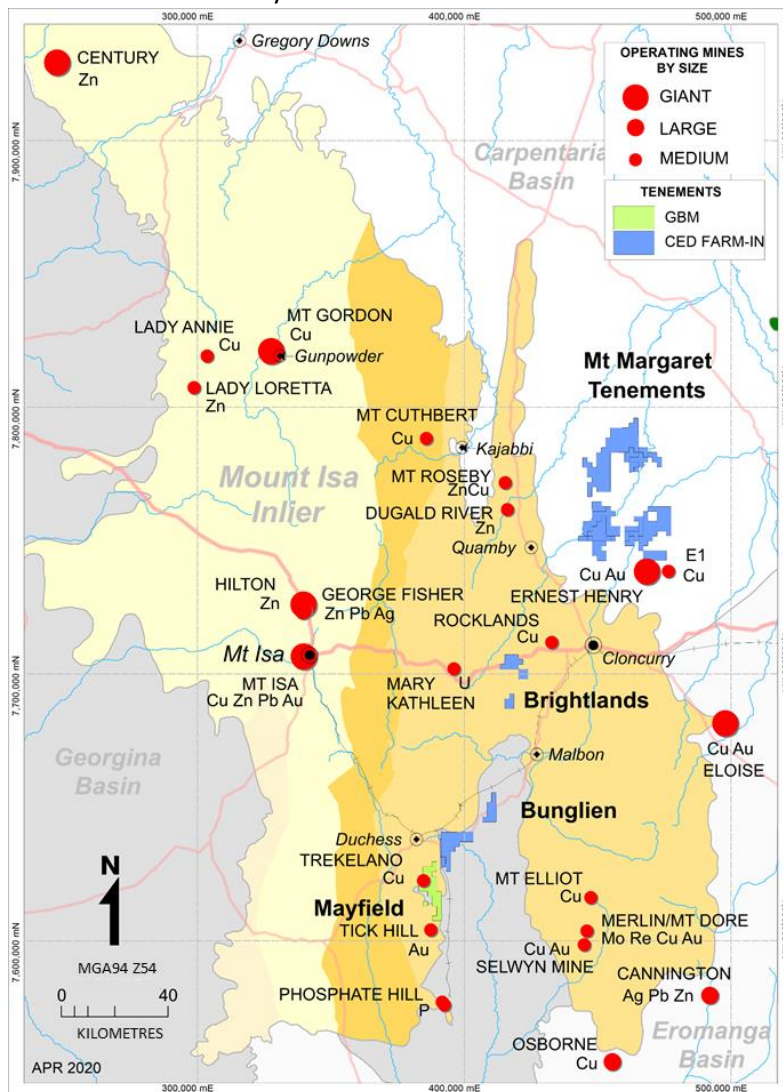 300,000 mE
400,000 mE
500,000 mE
CENTURY
Zn
Gregory Downs
OPERATING MINES
BY SIZE
GIANT
LARGE
MEDIUM
TENEMENTS
GBM
CED FARM-IN
7,900,000 mN
Carpentaria
Basin
MT GORDON
Cu
LADY ANNIE
Cu
Gunpowder
LADY LORETTA
Zn
Mt Margaret
Tenements
7,800,000 mN
MT CUTHBERT
Cu
Kajabbi
MT ROSEBY
ZnCu
DUGALD RIVER
Zn
Mount Isa
Inlier
Quamby
E1
Cu
Cu Au
ERNEST HENRY
HILTON
Zn
GEORGE FISHER
Zn Pb Ag
ROCKLANDS
Cu
Mt Isa
Cloncurry
MT ISA
Cu Zn Pb Au
MARY
KATHLEEN
U
7,700,000 mN
Brightlands
Georgina
Basin
Malbon
Cu Au
ELOISE
Bunglien
Duchess
TREKELANO
Cu
MT ELLIOT
Cu
N
Mayfield
TICK HILL
Au
MERLIN/MT DORE
Mo Re Cu Au
Cu Au
SELWYN MINE
7,600,000 mN
MGA94 Z54
CANNINGTON
Ag Pb Zn
0 40
KILOMETRES
PHOSPHATE HILL
P
OSBORNE
Cu
Eromanga
Basin
APR 2020
300,000 mE
400,000 mE
500,000 mE